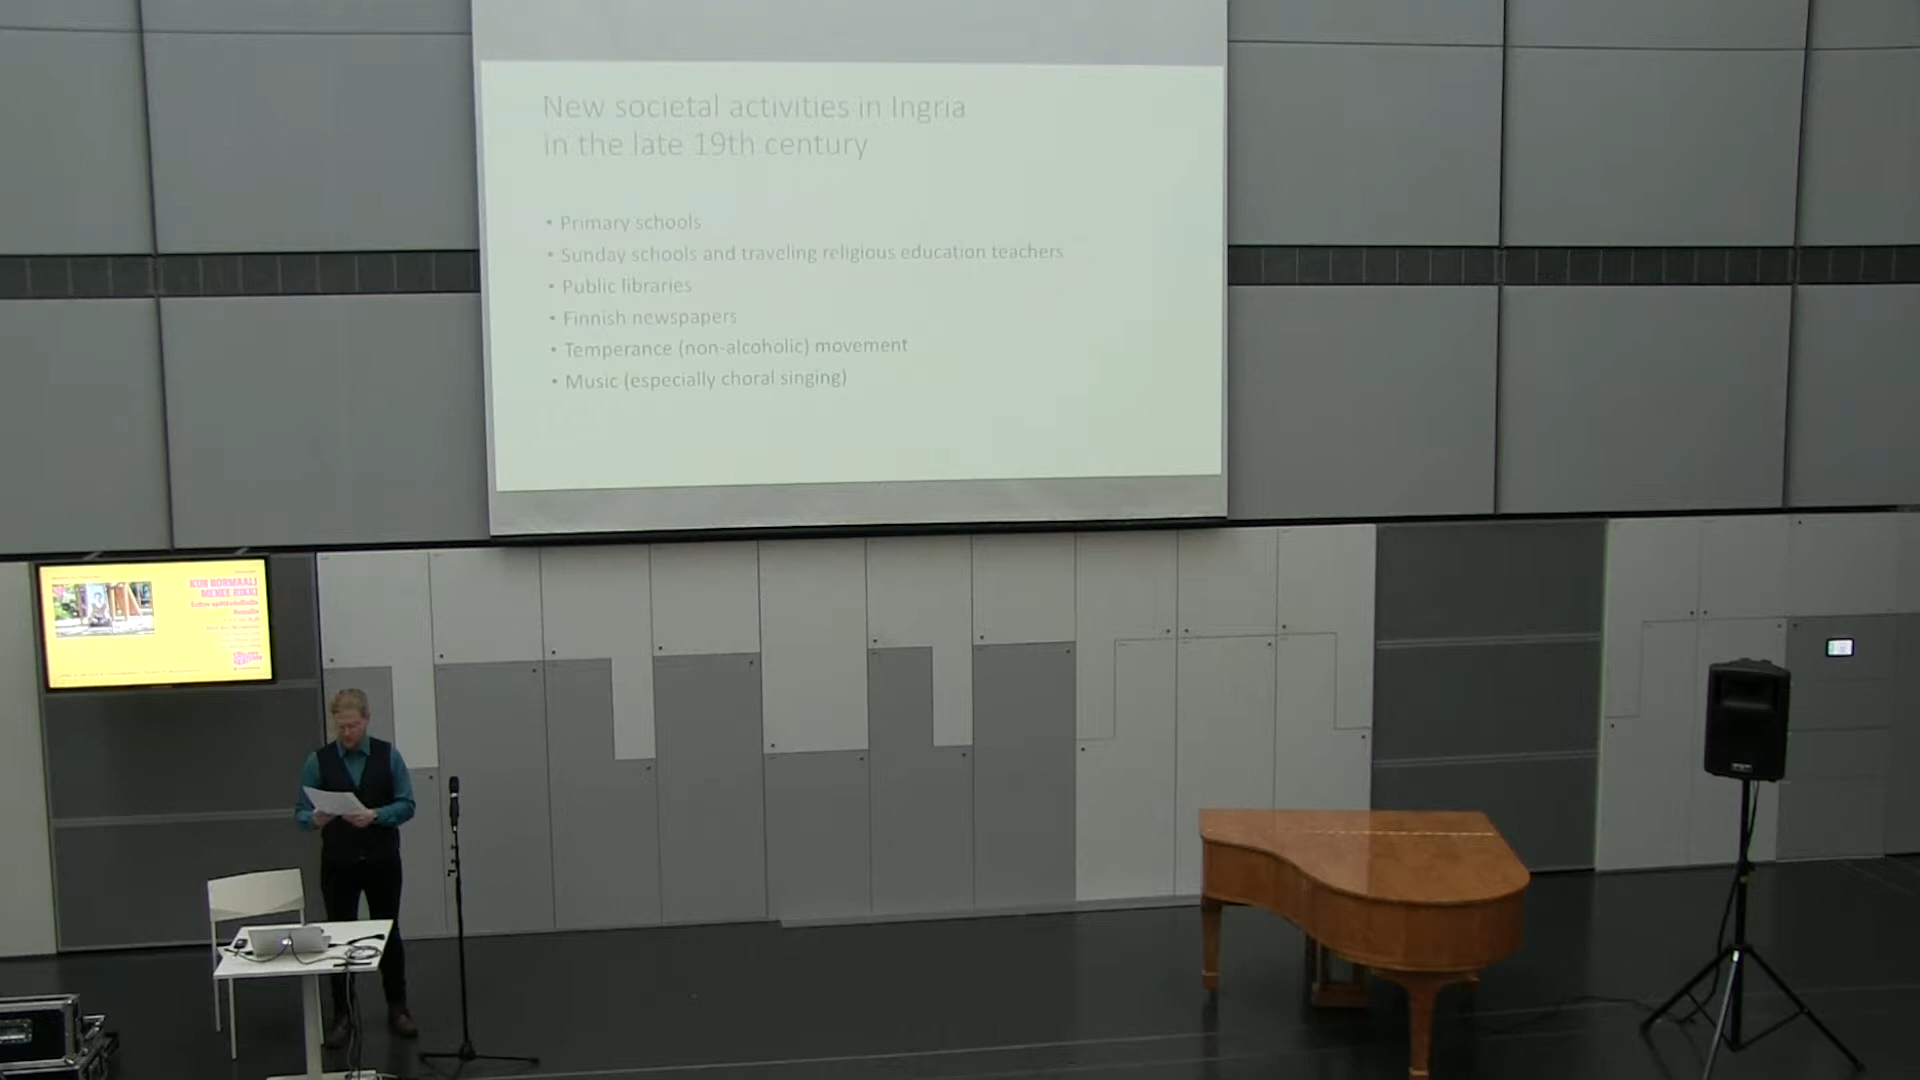 New societal activities in Ingria
in the late 19th century
• Primary schools
• Sunday schools and traveling religious education teachers
• Public libraries
• Finnish newspapers
• Temperance (non-alcoholic) movement
• Music (especially choral singing)
KUN NORMAALI
MENEE RIKKI